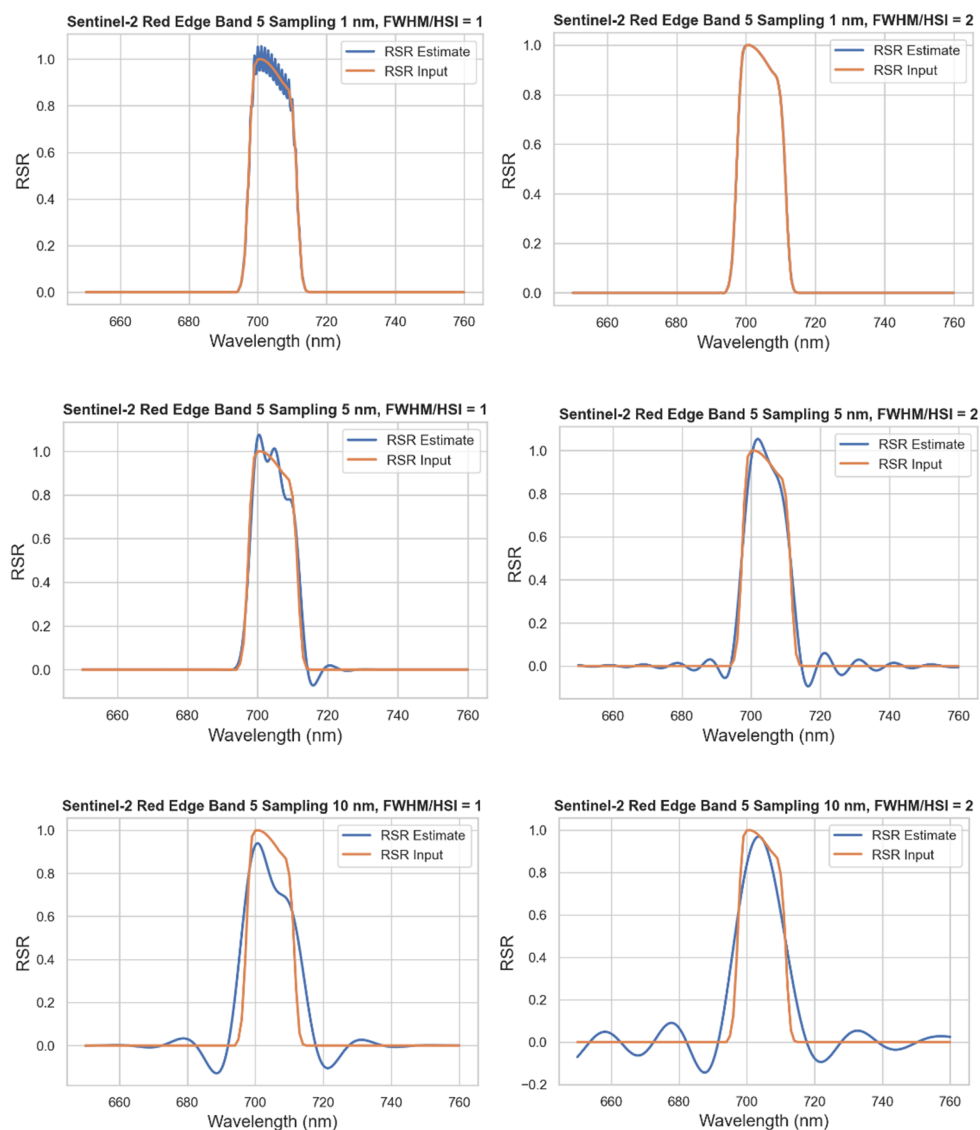 Sentinel-2 Red Edge Band 5 Sampling 1 nm, FWHM/HSI = 1
RSR Estimate
RSR Input
RSR
1.0
0.8
0.6
0.4
0.2
0.0
660
680
700
720
740
760
Wavelength (nm)
Sentinel-2 Red Edge Band 5 Sampling 1 nm, FWHM/HSI = 2
RSR Estimate
RSR Input
RSR
1.0
0.8
0.6
0.4
0.2
0.0
660
680
700
720
740
760
Wavelength (nm)
Sentinel-2 Red Edge Band 5 Sampling 5 nm, FWHM/HSI = 1
RSR Estimate
RSR Input
RSR
1.0
0.8
0.6
0.4
0.2
0.0
660
680
700
720
740
760
Wavelength (nm)
Sentinel-2 Red Edge Band 5 Sampling 5 nm, FWHM/HSI = 2
RSR Estimate
RSR Input
RSR
1.0
0.8
0.6
0.4
0.2
0.0
660
680
700
720
740
760
Wavelength (nm)
Sentinel-2 Red Edge Band 5 Sampling 10 nm, FWHM/HSI = 1
RSR Estimate
RSR Input
RSR
1.0
0.8
0.6
0.4
0.2
0.0
660
680
700
720
740
760
Wavelength (nm)
Sentinel-2 Red Edge Band 5 Sampling 10 nm, FWHM/HSI = 2
RSR Estimate
RSR Input
RSR
1.0
0.8
0.6
0.4
0.2
0.0
−0.2
660
680
700
720
740
760
Wavelength (nm)